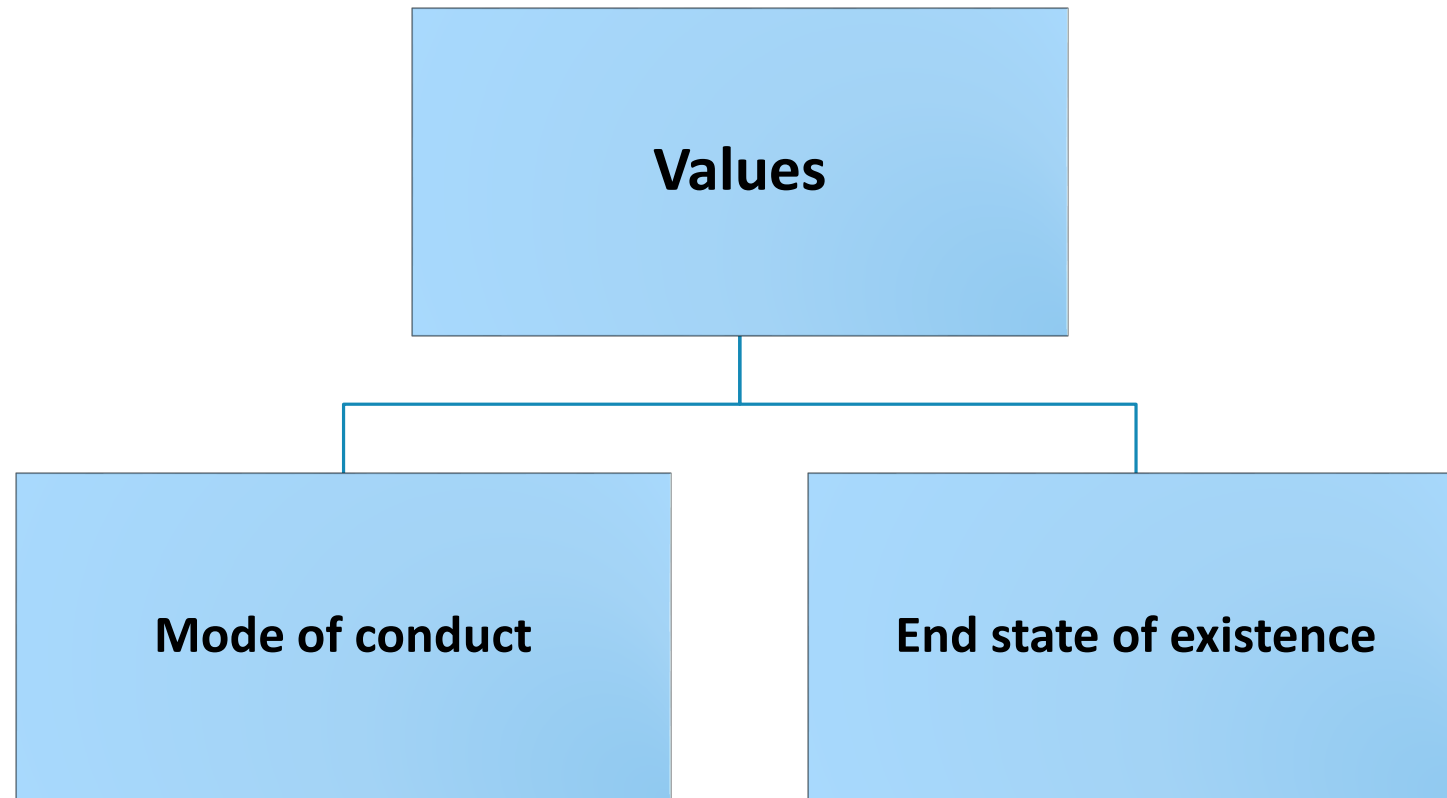 Values
Mode of conduct
End state of existence